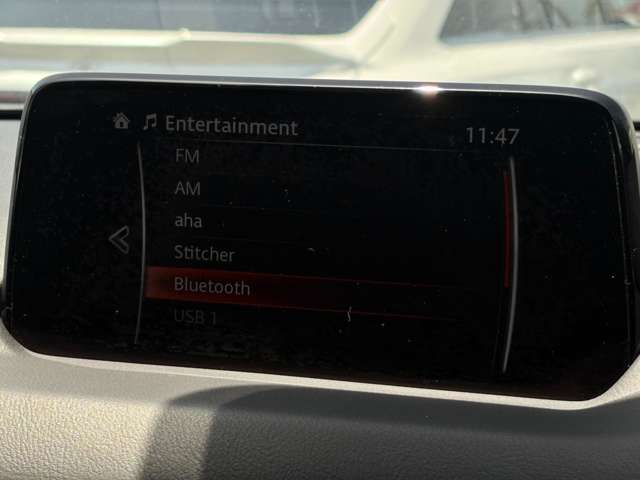 Entertainment 11:47
FM
AM
aha
Stitcher
Bluetooth
USB 1